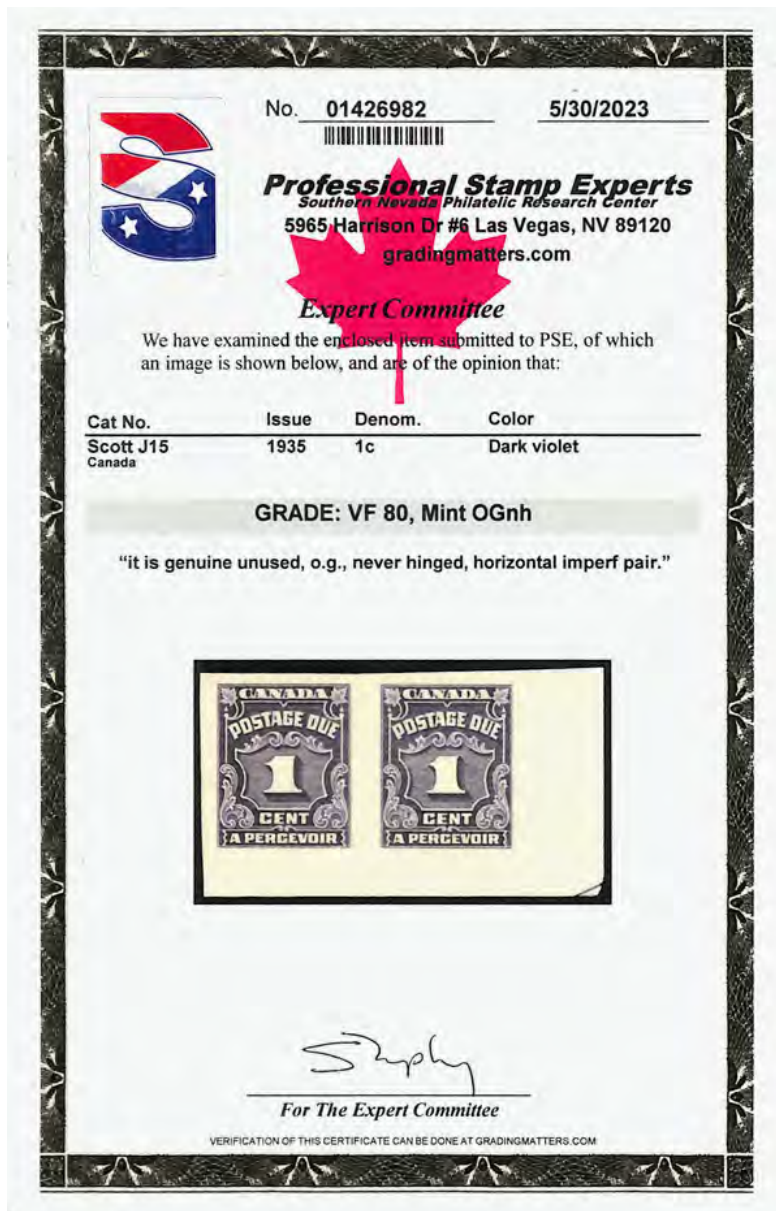 No. 01426982 5/30/2023
Professional Stamp Experts
Southern Nevada Philatelic Research Center
5965 Harrison Dr #6 Las Vegas, NV 89120
gradingmatters.com
Expert Committee
We have examined the enclosed item submitted to PSE, of which
an image is shown below, and are of the opinion that:
Cat No. Issue Denom. Color
Scott J15 1935 1c Dark violet
Canada
GRADE: VF 80, Mint OGnh
“it is genuine unused, o.g., never hinged, horizontal imperf pair.”
CANADA CANADA
POSTAGE DUE POSTAGE DUE
1 1
CENT CENT
A PERCEVOIR A PERCEVOIR
For The Expert Committee
VERIFICATION OF THIS CERTIFICATE CAN BE DONE AT GRADINGMATTERS.COM